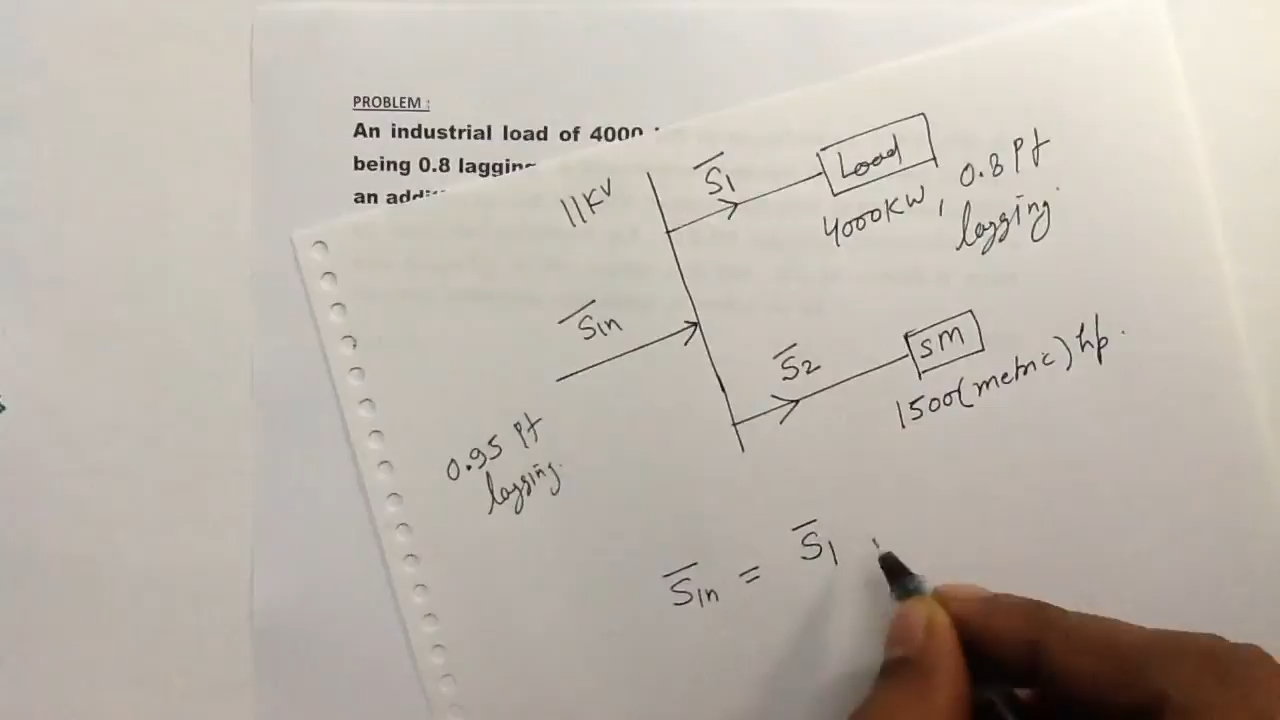 PROBLEM :
An industrial load of 4000
being 0.8 lagging
an
11KV
S̅1
Load
4000KW, 0.8 Pf
lagging
S̅in
S̅2
SM
1500(metric) hp.
0.95 Pf
lagging.
S̅in = S̅1